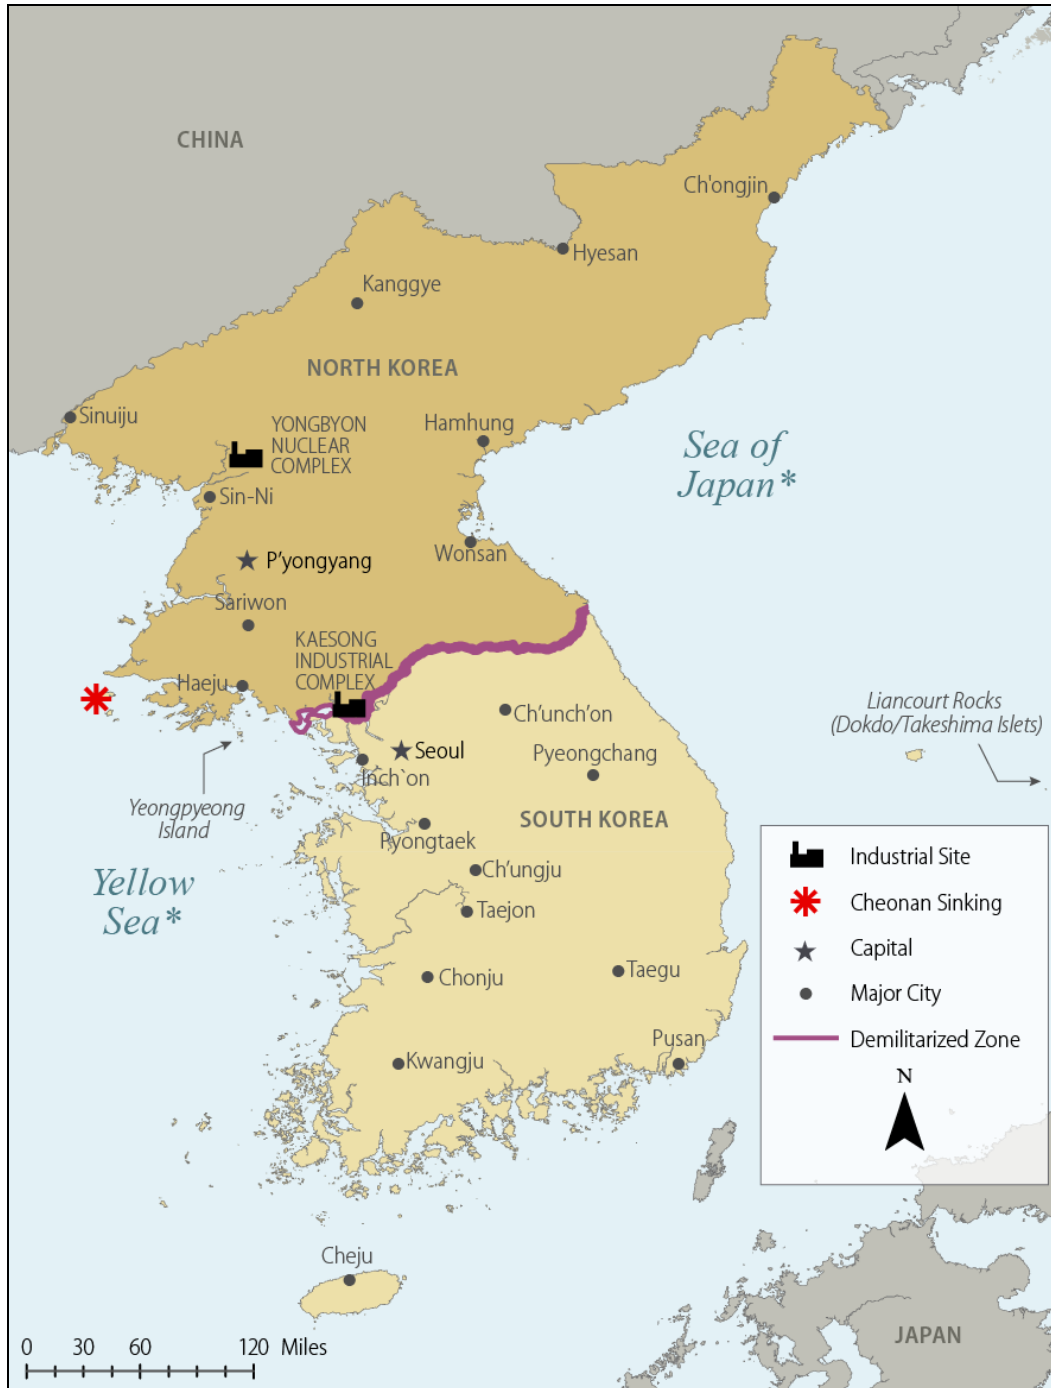 CHINA
Ch'ongjin
Hyesan
Kanggye
NORTH KOREA
Sinuiju
YONGBYON
NUCLEAR
COMPLEX
Hamhung
Sea of
Japan*
Sin-Ni
Wonsan
P'yongyang
Sariwon
KAESONG
INDUSTRIAL
COMPLEX
Haeju
Liancourt Rocks
(Dokdo/Takeshima Islets)
Ch'unch'on
Seoul
Pyeongchang
Inch`on
Yeongpyeong
Island
SOUTH KOREA
Pyongtaek
Ch'ungju
Yellow
Sea*
Taejon
Chonju
Taegu
Pusan
Kwangju
Industrial Site
Cheonan Sinking
Capital
Major City
Demilitarized Zone
N
Cheju
JAPAN
0 30 60 120 Miles